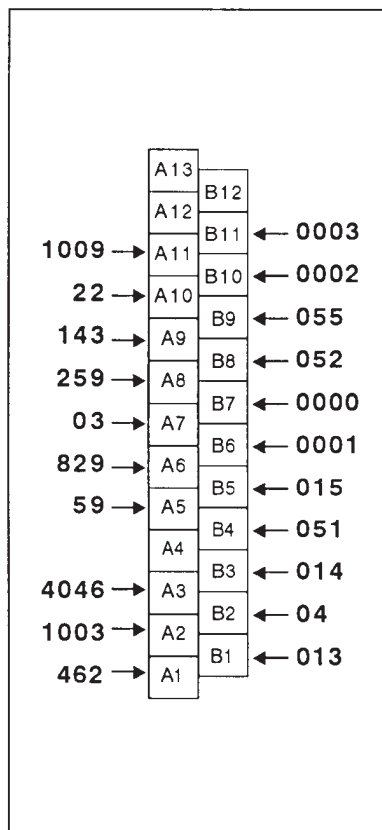 A13
B12
A12
B11 0003
1009 A11
B10 0002
22 A10
B9 055
143 A9
B8 052
259 A8
B7 0000
03 A7
B6 0001
829 A6
B5 015
59 A5
B4 051
A4
B3 014
4046 A3
B2 04
1003 A2
B1 013
462 A1